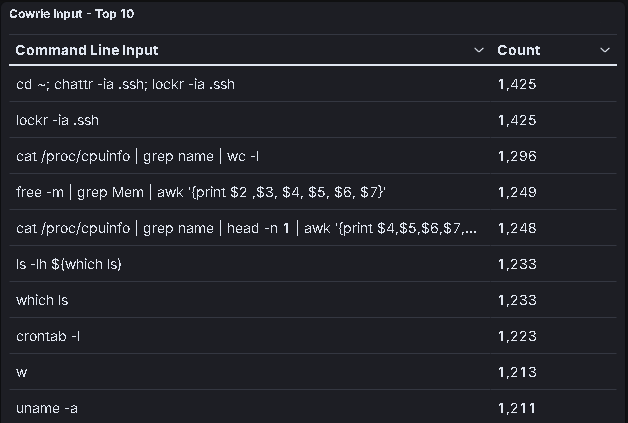 Cowrie Input - Top 10
Command Line Input Count
cd ~; chattr -ia .ssh; lockr -ia .ssh 1,425
lockr -ia .ssh 1,425
cat /proc/cpuinfo | grep name | wc -l 1,296
free -m | grep Mem | awk '{print $2 ,$3, $4, $5, $6, $7}' 1,249
cat /proc/cpuinfo | grep name | head -n 1 | awk '{print $4,$5,$6,$7,... 1,248
ls -lh $(which ls) 1,233
which ls 1,233
crontab -l 1,223
w 1,213
uname -a 1,211